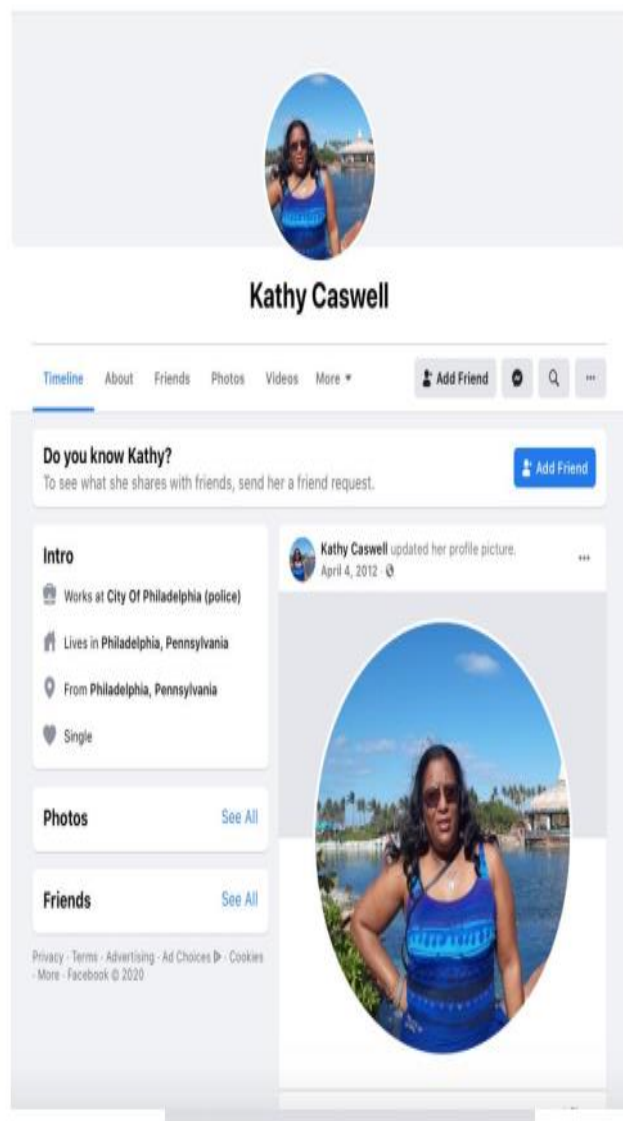 Kathy Caswell
Timeline About Friends Photos Videos More
Add Friend
Do you know Kathy?
To see what she shares with friends, send her a friend request.
Add Friend
Intro
Works at City Of Philadelphia (police)
Lives in Philadelphia, Pennsylvania
From Philadelphia, Pennsylvania
Single
Photos See All
Friends See All
Privacy · Terms · Advertising · Ad Choices · Cookies
· More · Facebook © 2020
Kathy Caswell updated her profile picture.
April 4, 2012 ·